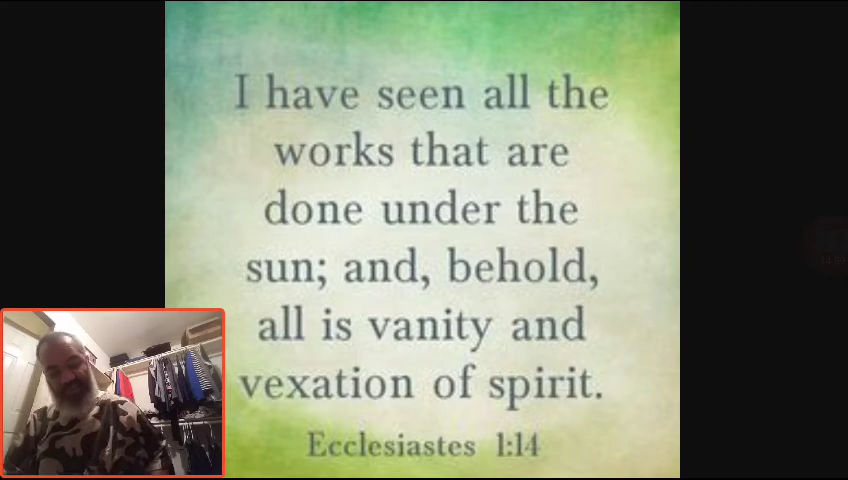 I have seen all the
works that are
done under the
sun; and, behold,
all is vanity and
vexation of spirit.
Ecclesiastes 1:14